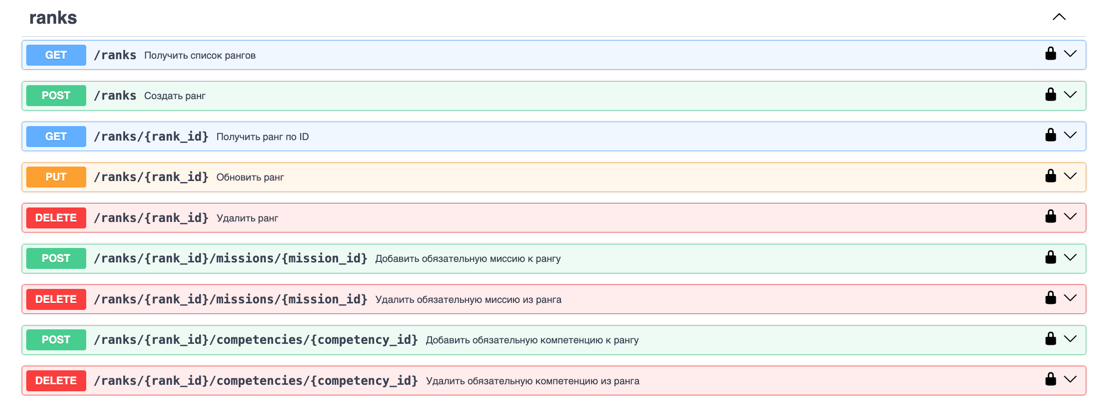 ranks
GET /ranks Получить список рангов
POST /ranks Создать ранг
GET /ranks/{rank_id} Получить ранг по ID
PUT /ranks/{rank_id} Обновить ранг
DELETE /ranks/{rank_id} Удалить ранг
POST /ranks/{rank_id}/missions/{mission_id} Добавить обязательную миссию к рангу
DELETE /ranks/{rank_id}/missions/{mission_id} Удалить обязательную миссию из ранга
POST /ranks/{rank_id}/competencies/{competency_id} Добавить обязательную компетенцию к рангу
DELETE /ranks/{rank_id}/competencies/{competency_id} Удалить обязательную компетенцию из ранга